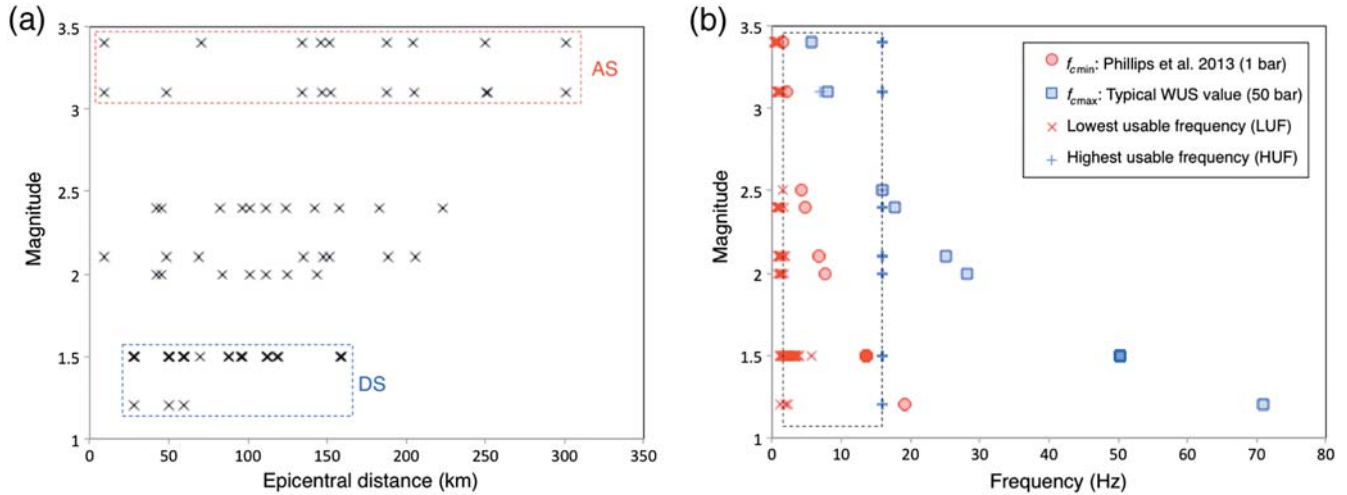 (a)
3.5
3
2.5
2
1.5
1
Magnitude
AS
DS
0 50 100 150 200 250 300 350
Epicentral distance (km)
(b)
3.5
3
2.5
2
1.5
1
Magnitude
fcmin: Phillips et al. 2013 (1 bar)
fcmax: Typical WUS value (50 bar)
Lowest usable frequency (LUF)
Highest usable frequency (HUF)
0 10 20 30 40 50 60 70 80
Frequency (Hz)